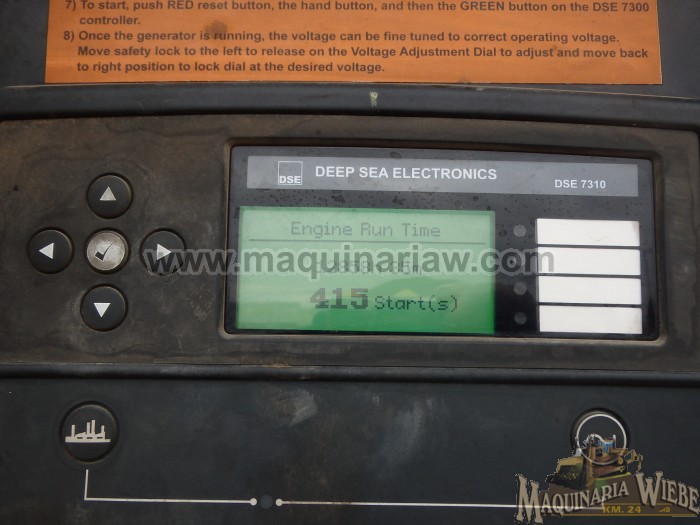 7) To start, push RED reset button, the hand button, and then the GREEN button on the DSE 7300
controller.
8) Once the generator is running, the voltage can be fine tuned to correct operating voltage.
Move safety lock to the left to release on the Voltage Adjustment Dial to adjust and move back
to right position to lock dial at the desired voltage.
DSE
DEEP SEA ELECTRONICS
DSE 7310
Engine Run Time
www.maquinariajw.com
415 Start(s)
MAQUINARIA WIEBE
KM. 24